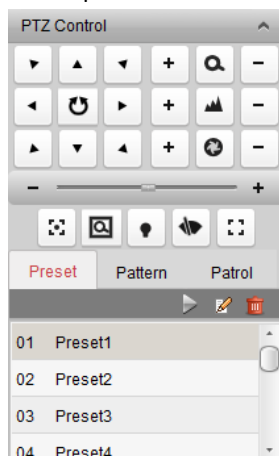 PTZ Control
Preset Pattern Patrol
01 Preset1
02 Preset2
03 Preset3
04 Preset4